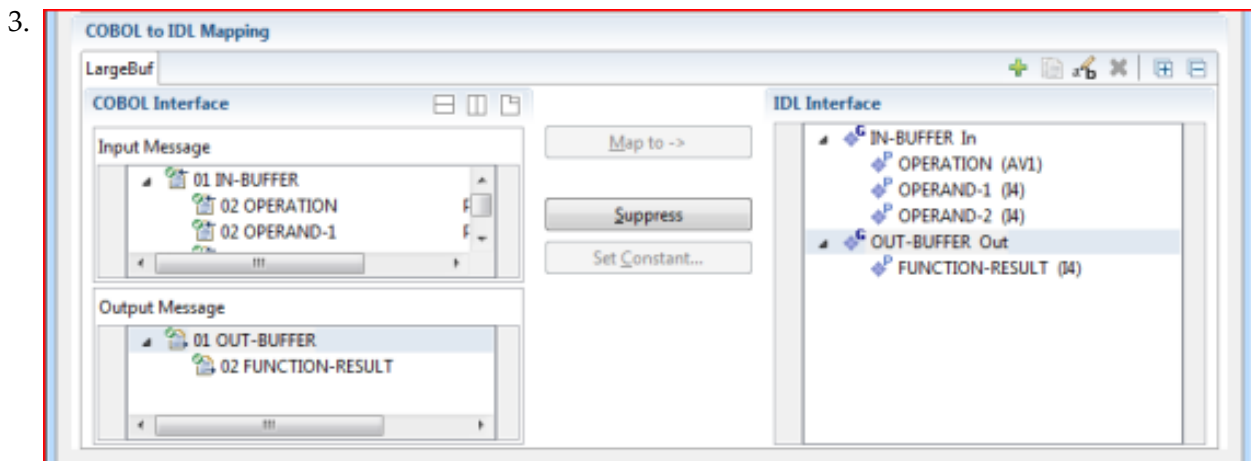 3.
COBOL to IDL Mapping
LargeBuf
COBOL Interface
Input Message
01 IN-BUFFER
02 OPERATION
02 OPERAND-1
Output Message
01 OUT-BUFFER
02 FUNCTION-RESULT
Map to ->
Suppress
Set Constant...
IDL Interface
IN-BUFFER In
OPERATION (AV1)
OPERAND-1 (I4)
OPERAND-2 (I4)
OUT-BUFFER Out
FUNCTION-RESULT (I4)